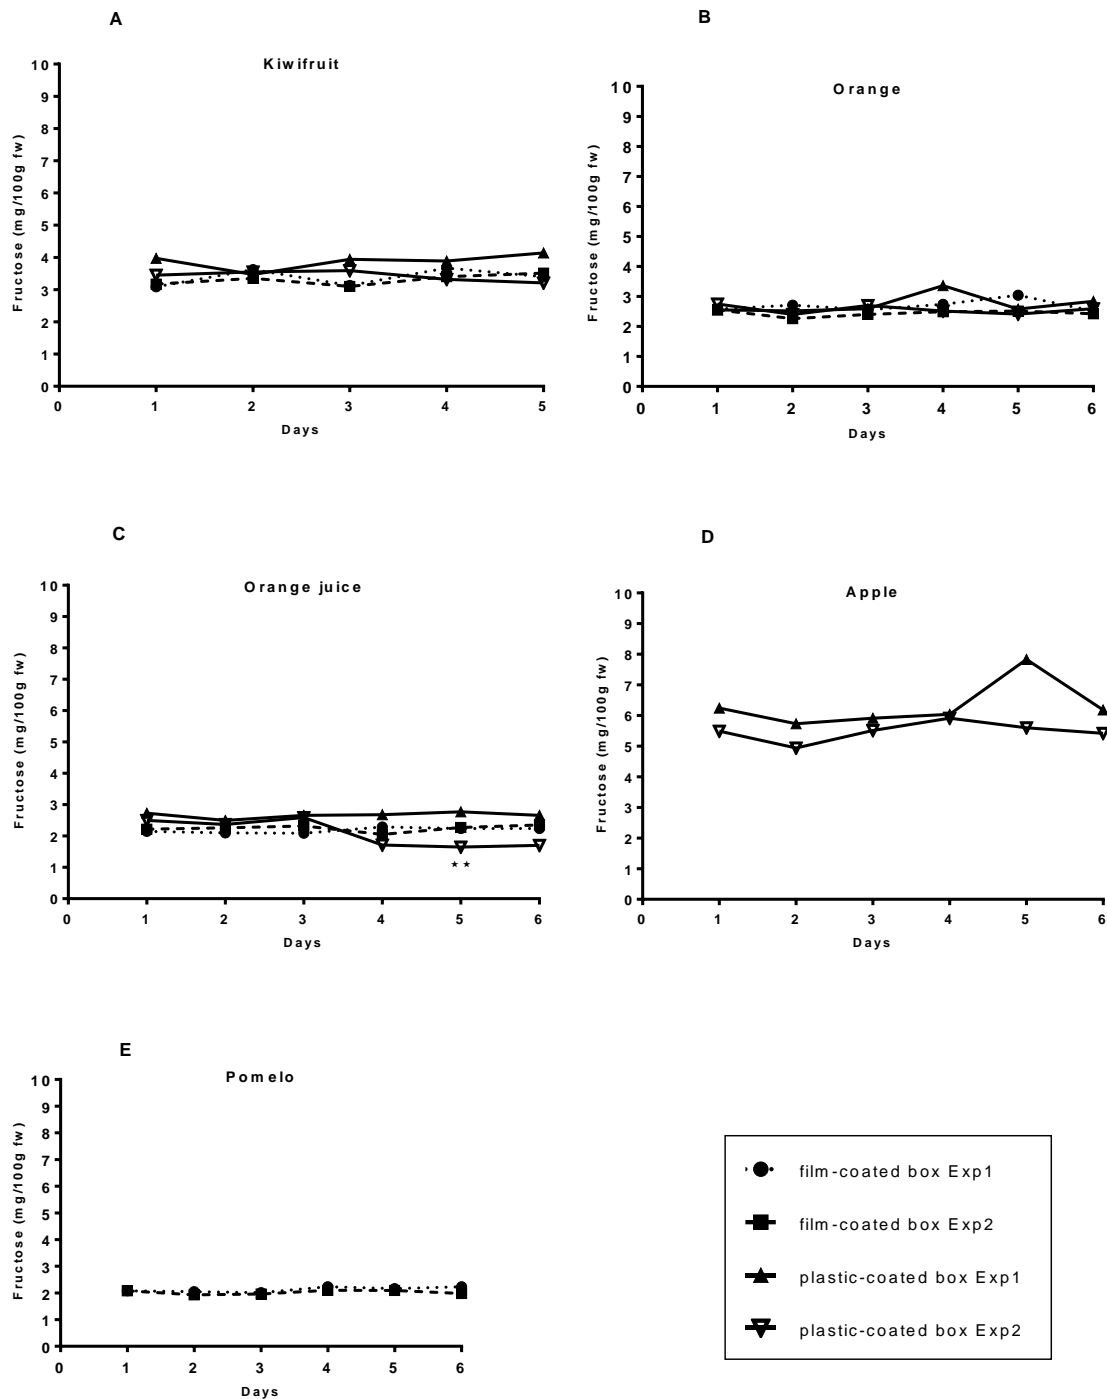 A
Kiwifruit
Fructose (mg/100g fw)
10
9
8
7
6
5
4
3
2
1
0
0 1 2 3 4 5
Days
B
Orange
Fructose (mg/100g fw)
10
9
8
7
6
5
4
3
2
1
0
0 1 2 3 4 5 6
Days
C
Orange juice
Fructose (mg/100g fw)
10
9
8
7
6
5
4
3
2
1
0
★★
0 1 2 3 4 5 6
Days
D
Apple
Fructose (mg/100g fw)
10
9
8
7
6
5
4
3
2
1
0
0 1 2 3 4 5 6
Days
E
Pomelo
Fructose (mg/100g fw)
10
9
8
7
6
5
4
3
2
1
0
0 1 2 3 4 5 6
Days
film-coated box Exp1
film-coated box Exp2
plastic-coated box Exp1
plastic-coated box Exp2